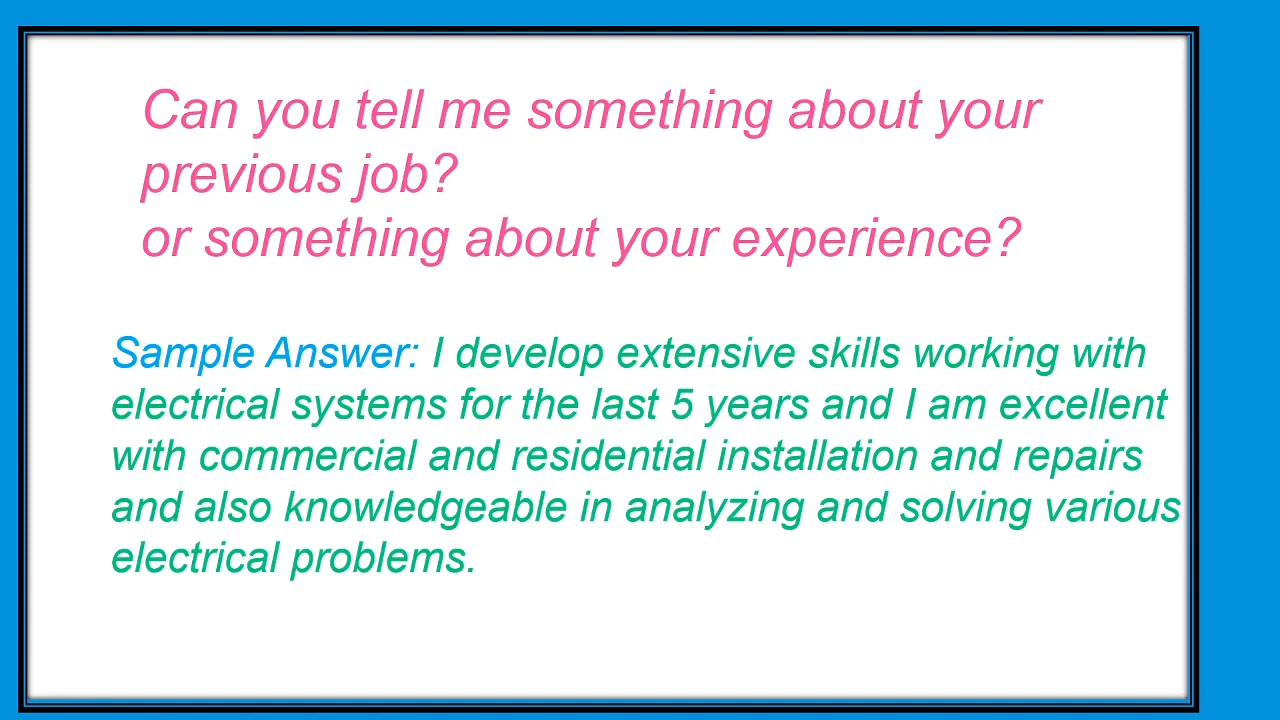 Can you tell me something about your
previous job?
or something about your experience?
Sample Answer: I develop extensive skills working with
electrical systems for the last 5 years and I am excellent
with commercial and residential installation and repairs
and also knowledgeable in analyzing and solving various
electrical problems.